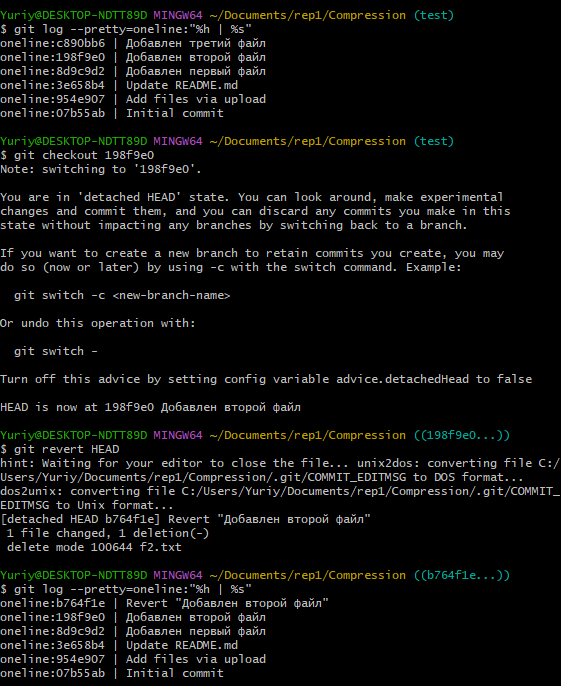 Yuriy@DESKTOP-NDTT89D MINGW64 ~/Documents/rep1/Compression (test)
$ git log --pretty=oneline:"%h | %s"
oneline:c890bb6 | Добавлен третий файл
oneline:198f9e0 | Добавлен второй файл
oneline:8d9c9d2 | Добавлен первый файл
oneline:3e658b4 | Update README.md
oneline:954e907 | Add files via upload
oneline:07b55ab | Initial commit
Yuriy@DESKTOP-NDTT89D MINGW64 ~/Documents/rep1/Compression (test)
$ git checkout 198f9e0
Note: switching to '198f9e0'.
You are in 'detached HEAD' state. You can look around, make experimental
changes and commit them, and you can discard any commits you make in this
state without impacting any branches by switching back to a branch.
If you want to create a new branch to retain commits you create, you may
do so (now or later) by using -c with the switch command. Example:
git switch -c <new-branch-name>
Or undo this operation with:
git switch -
Turn off this advice by setting config variable advice.detachedHead to false
HEAD is now at 198f9e0 Добавлен второй файл
Yuriy@DESKTOP-NDTT89D MINGW64 ~/Documents/rep1/Compression ((198f9e0...))
$ git revert HEAD
hint: Waiting for your editor to close the file... unix2dos: converting file C:/
Users/Yuriy/Documents/rep1/Compression/.git/COMMIT_EDITMSG to DOS format...
dos2unix: converting file C:/Users/Yuriy/Documents/rep1/Compression/.git/COMMIT_
EDITMSG to Unix format...
[detached HEAD b764f1e] Revert "Добавлен второй файл"
1 file changed, 1 deletion(-)
delete mode 100644 f2.txt
Yuriy@DESKTOP-NDTT89D MINGW64 ~/Documents/rep1/Compression ((b764f1e...))
$ git log --pretty=oneline:"%h | %s"
oneline:b764f1e | Revert "Добавлен второй файл"
oneline:198f9e0 | Добавлен второй файл
oneline:8d9c9d2 | Добавлен первый файл
oneline:3e658b4 | Update README.md
oneline:954e907 | Add files via upload
oneline:07b55ab | Initial commit